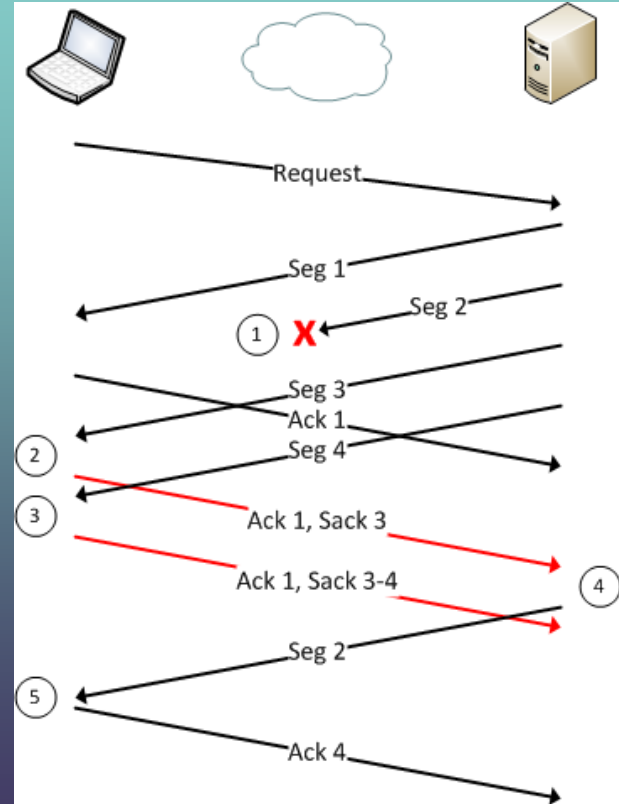 Request
Seg 1
Seg 2
1 X
Seg 3
Ack 1
Seg 4
2
3
Ack 1, Sack 3
Ack 1, Sack 3-4
4
Seg 2
5
Ack 4